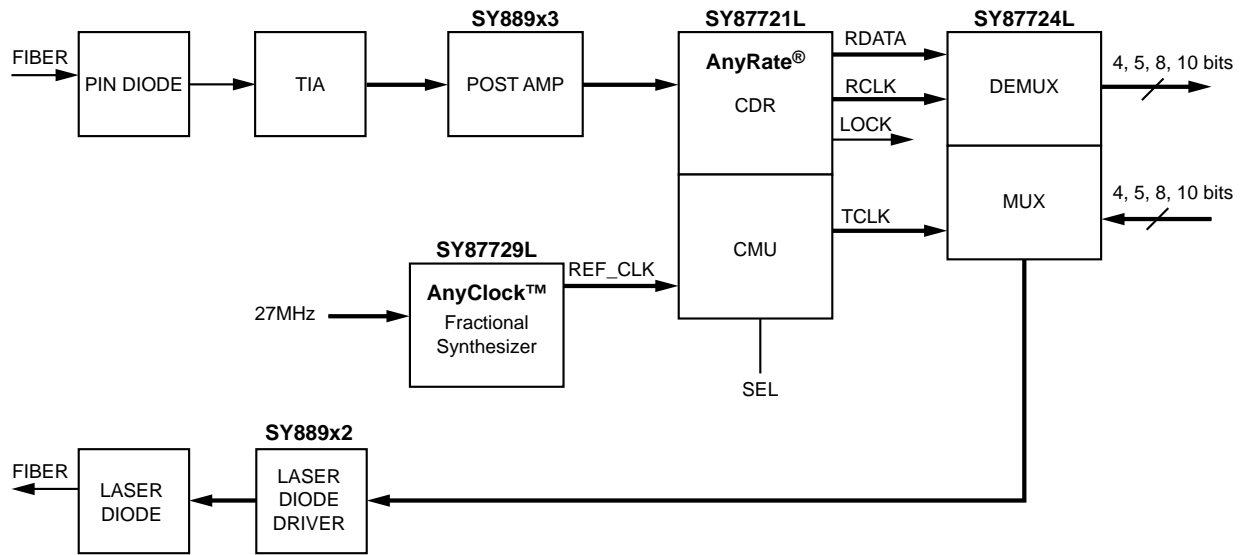 SY889x3
SY87721L
SY87724L
FIBER
PIN DIODE
TIA
POST AMP
AnyRate®
CDR
RDATA
RCLK
LOCK
DEMUX
4, 5, 8, 10 bits
CMU
TCLK
MUX
4, 5, 8, 10 bits
SY87729L
27MHz
AnyClock™
Fractional
Synthesizer
REF_CLK
SEL
SY889x2
FIBER
LASER
DIODE
LASER
DIODE
DRIVER